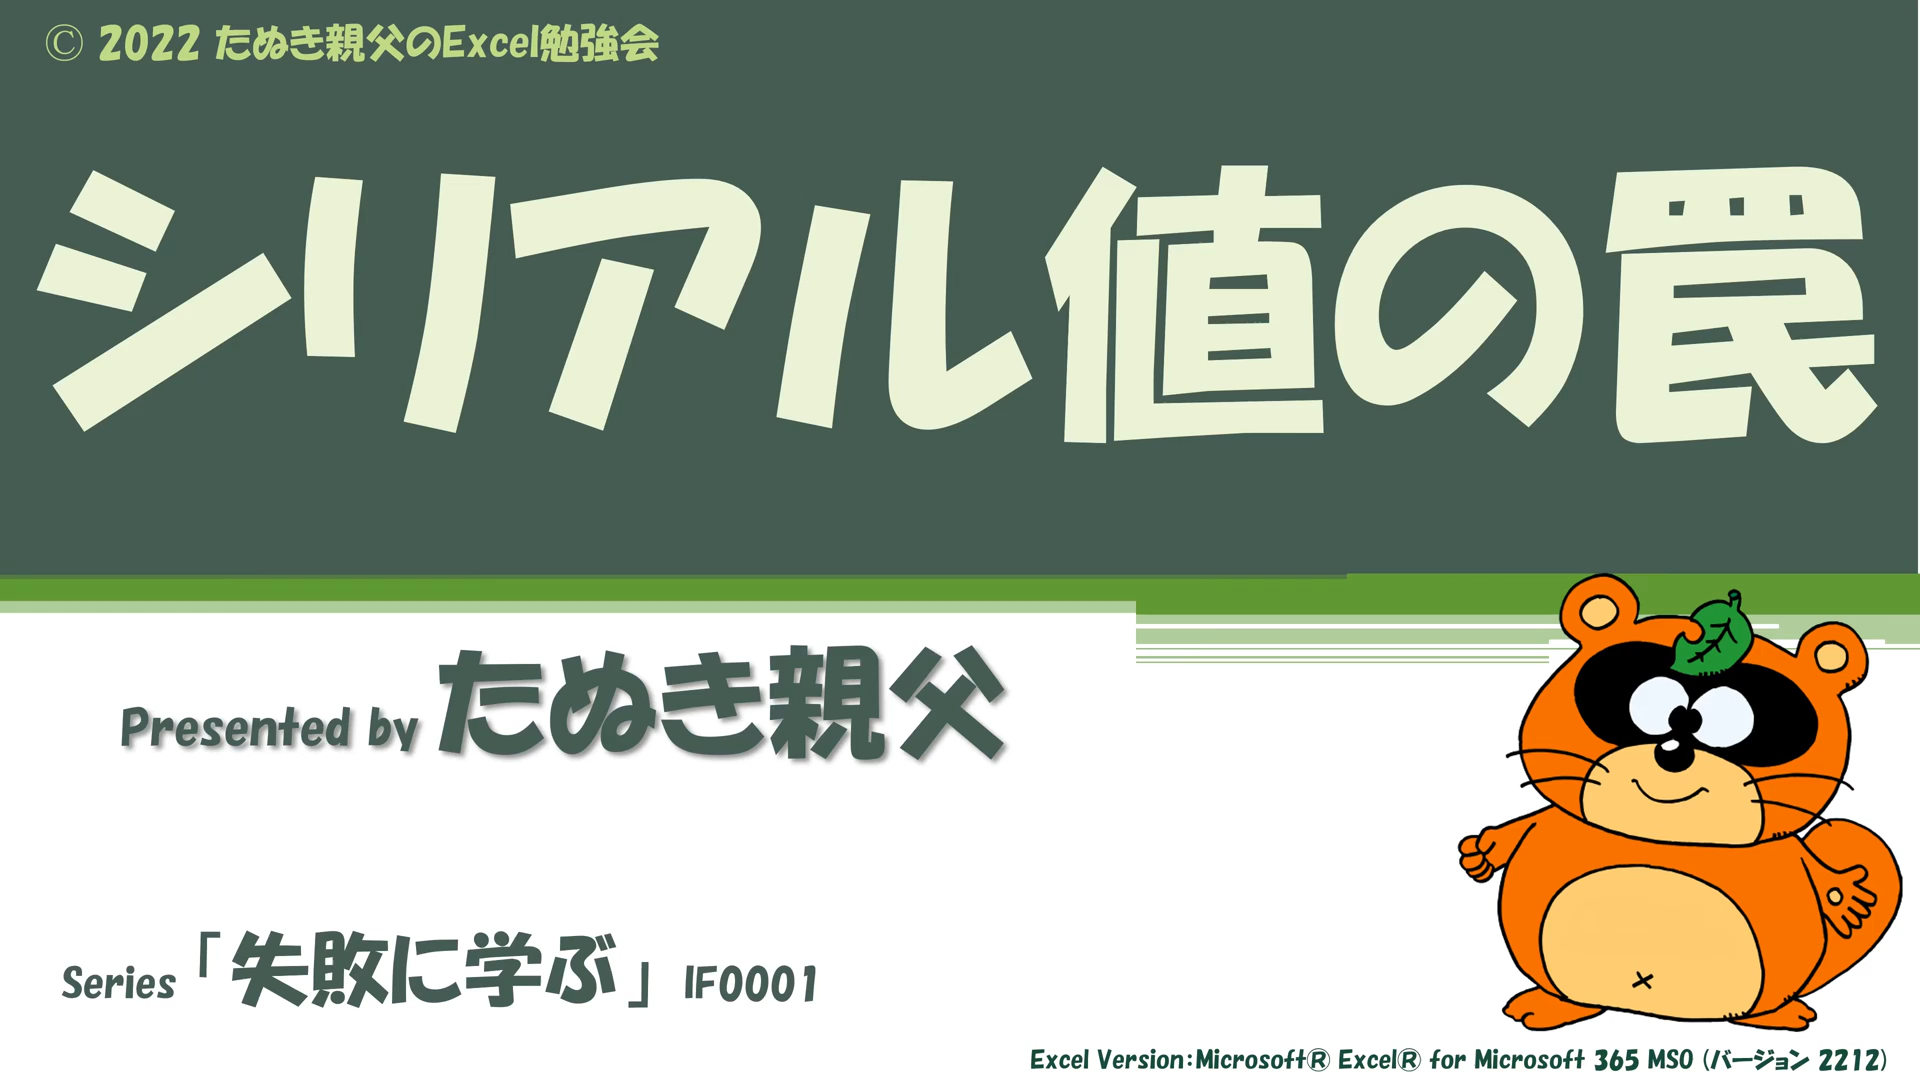 © 2022 たぬき親父のExcel勉強会
シリアル値の罠
Presented by たぬき親父
Series「失敗に学ぶ」IF0001
Excel Version:Microsoft® Excel® for Microsoft 365 MSO (バージョン 2212)